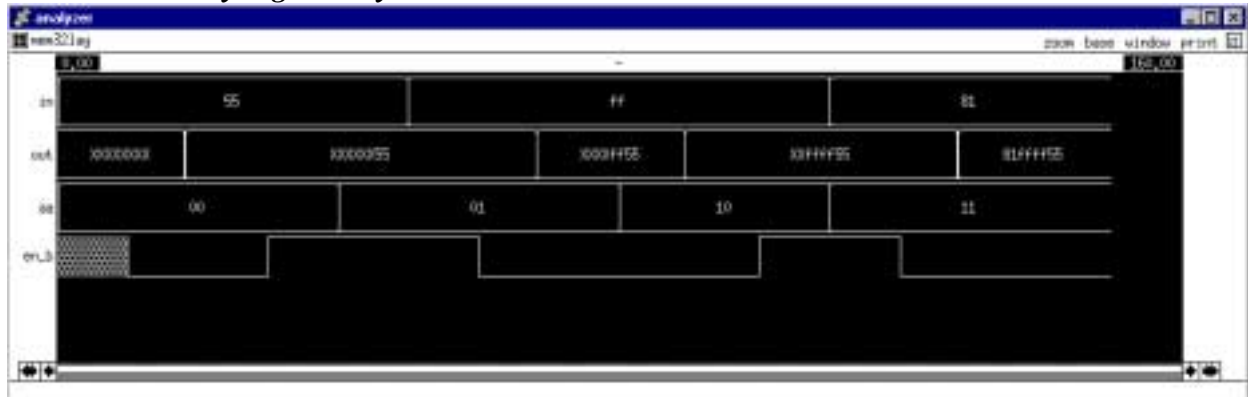 analyzer
zoom base window print
0,00 160,00
in 55 ff 81
out XXXXXXXX XXXXXX55 XXXXff55 XXffff55 81ffff55
00 01 10 11
en_b